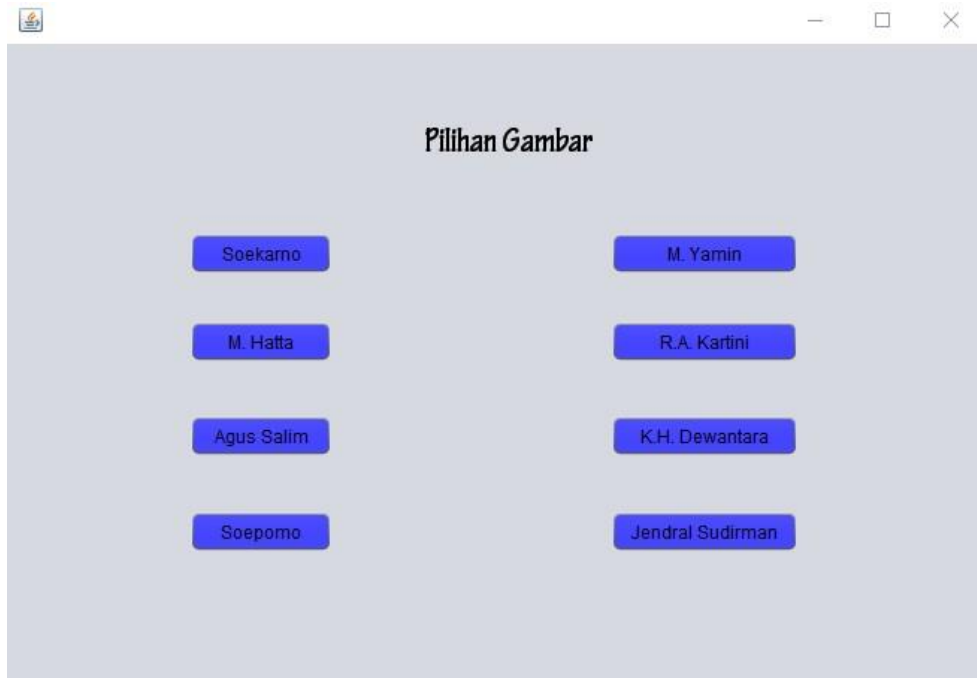 Pilihan Gambar
Soekarno
M. Yamin
M. Hatta
R.A. Kartini
Agus Salim
K.H. Dewantara
Soepomo
Jendral Sudirman